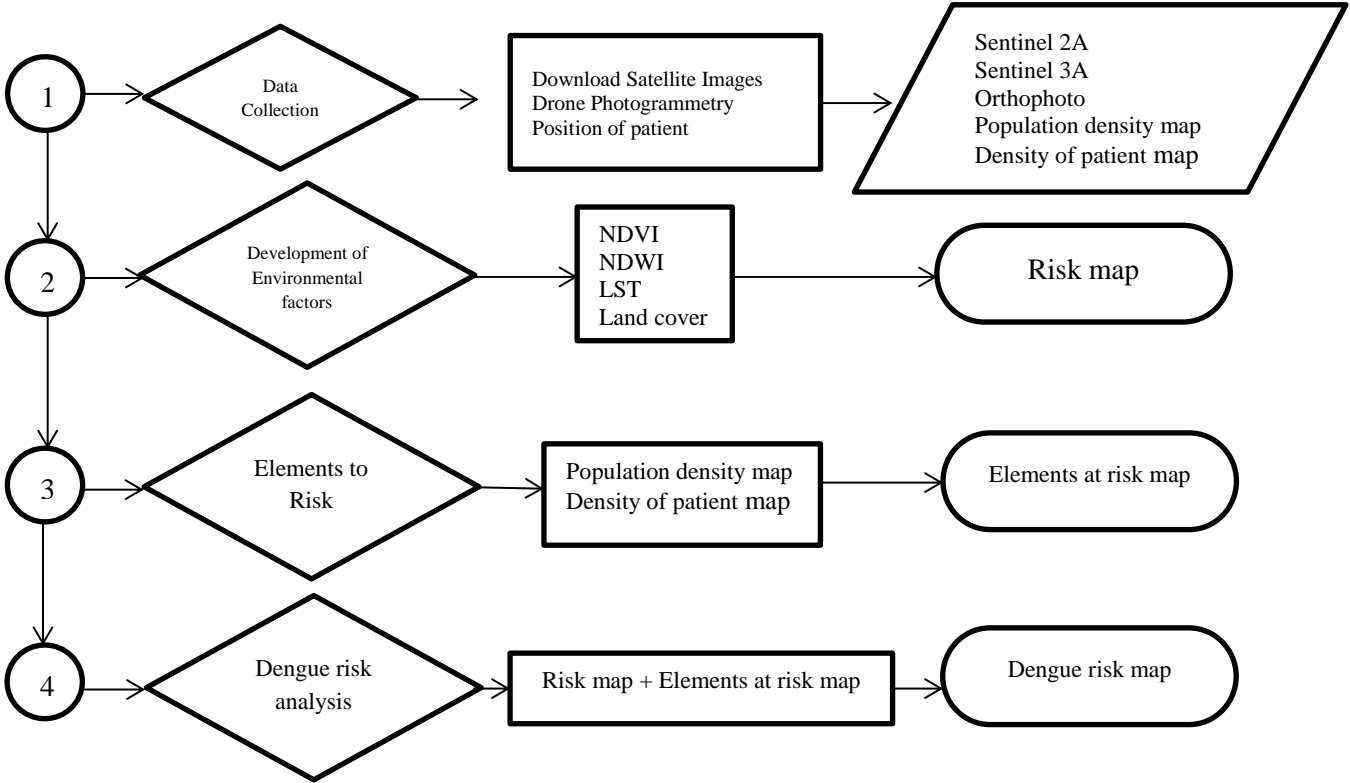 1
Data
Collection
Download Satellite Images
Drone Photogrammetry
Position of patient
Sentinel 2A
Sentinel 3A
Orthophoto
Population density map
Density of patient map
2
Development of
Environmental
factors
NDVI
NDWI
LST
Land cover
Risk map
3
Elements to
Risk
Population density map
Density of patient map
Elements at risk map
4
Dengue risk
analysis
Risk map + Elements at risk map
Dengue risk map